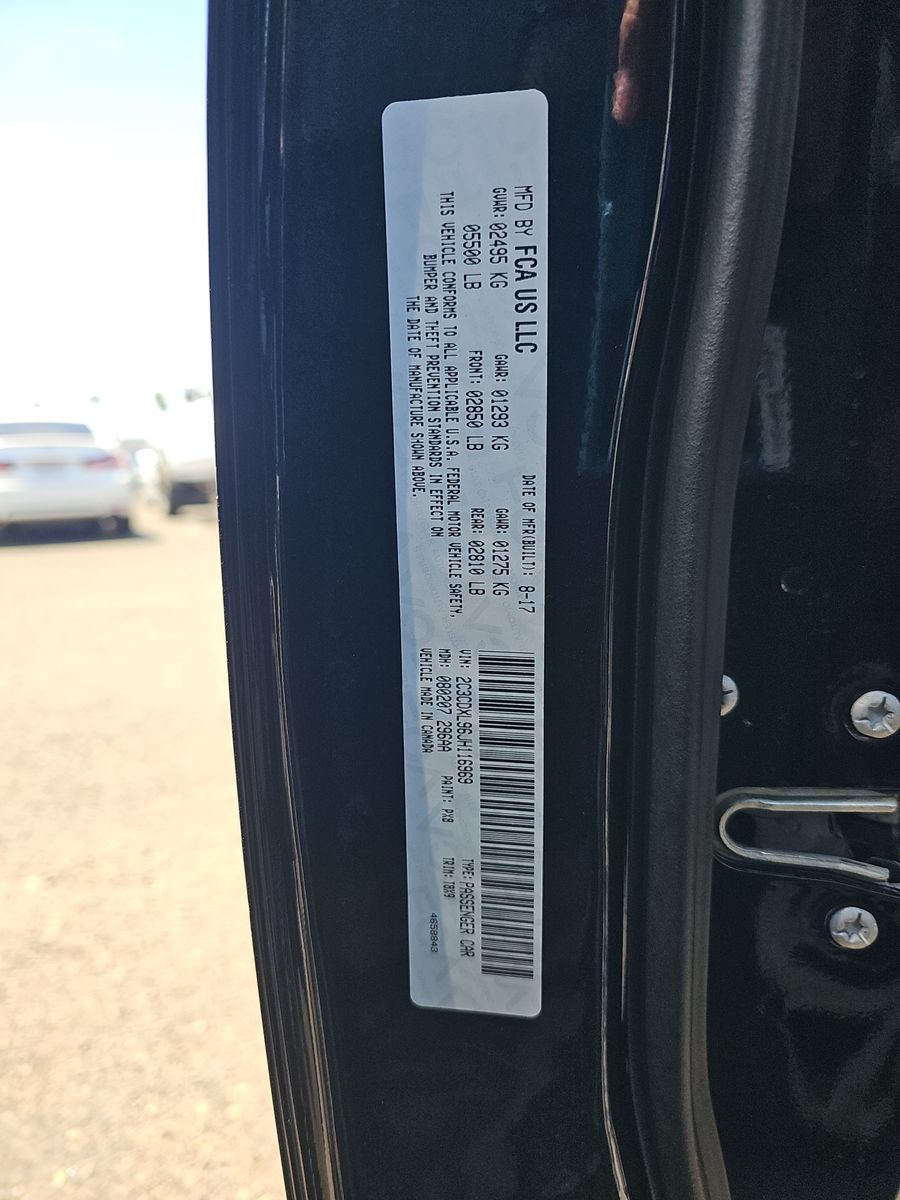 MFD BY FCA US LLC
DATE OF MFR(BUILT): 8-17
GVWR: 02495 KG GAWR: 01293 KG GAWR: 01275 KG
05500 LB FRONT: 02850 LB REAR: 02810 LB
THIS VEHICLE CONFORMS TO ALL APPLICABLE U.S.A. FEDERAL MOTOR VEHICLE SAFETY,
BUMPER AND THEFT PREVENTION STANDARDS IN EFFECT ON
THE DATE OF MANUFACTURE SHOWN ABOVE.
VIN: 2C3CDXL96JH116969 TYPE: PASSENGER CAR
MDH: 080207 296AA PAINT: PX8 TRIM: TBX9
VEHICLE MADE IN CANADA
4658843